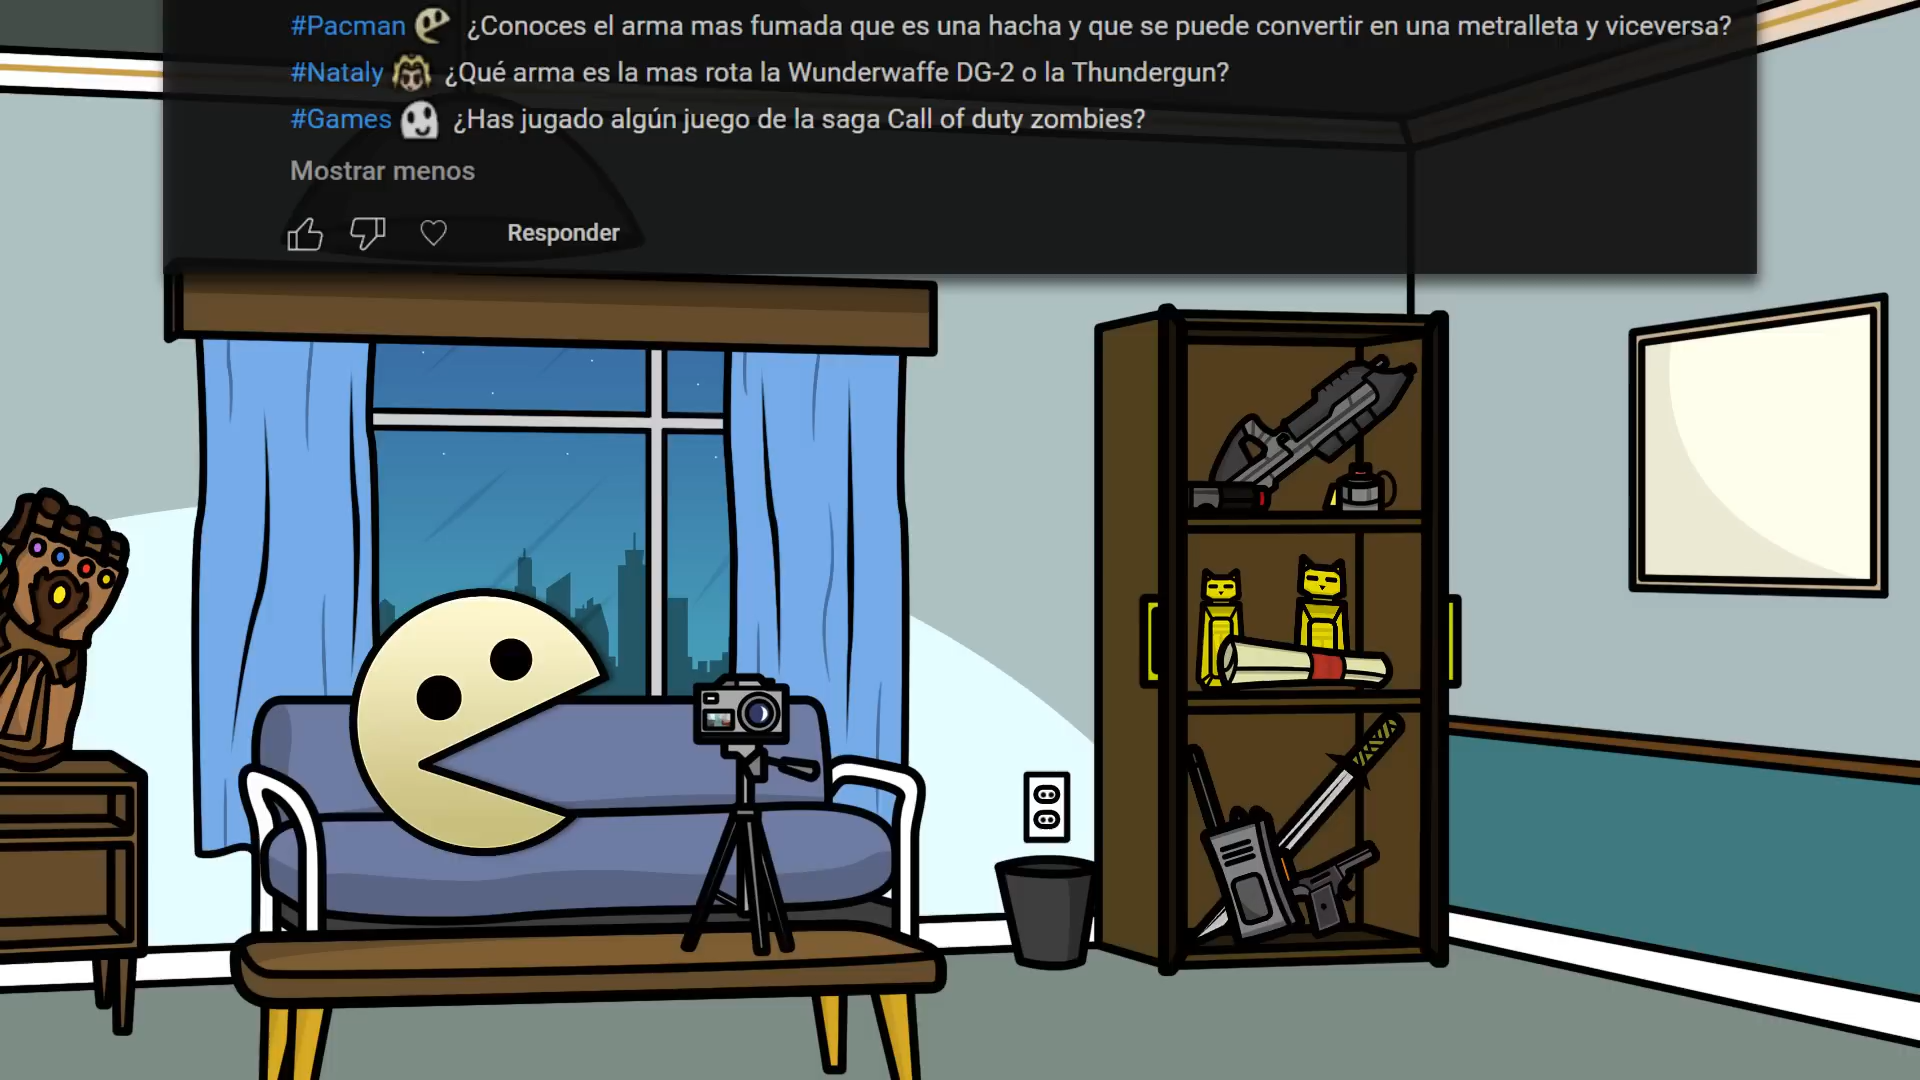 #Pacman ¿Conoces el arma mas fumada que es una hacha y que se puede convertir en una metralleta y viceversa?
#Nataly ¿Qué arma es la mas rota la Wunderwaffe DG-2 o la Thundergun?
#Games ¿Has jugado algún juego de la saga Call of duty zombies?
Mostrar menos
Responder